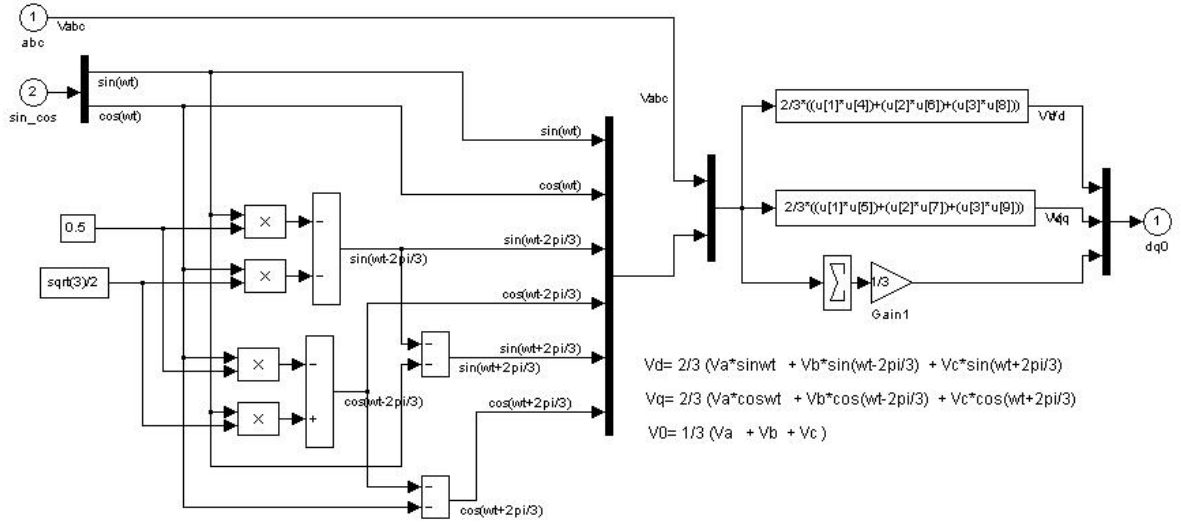 1
Vabc
abc
2
sin_cos
sin(wt)
cos(wt)
Vabc
2/3*((u[1]*u[4])+(u[2]*u[6])+(u[3]*u[8]))
sin(wt)
cos(wt)
0.5
×
−
2/3*((u[1]*u[5])+(u[2]*u[7])+(u[3]*u[9]))
1
dq0
sqrt(3)/2
×
−
sin(wt-2pi/3)
sin(wt-2pi/3)
Σ
1/3
Gain1
cos(wt-2pi/3)
×
−
×
+
cos(wt-2pi/3)
−
−
sin(wt+2pi/3)
sin(wt+2pi/3)
cos(wt+2pi/3)
−
−
cos(wt+2pi/3)
Vd= 2/3 (Va*sinwt + Vb*sin(wt-2pi/3) + Vc*sin(wt+2pi/3)
Vq= 2/3 (Va*coswt + Vb*cos(wt-2pi/3) + Vc*cos(wt+2pi/3)
V0= 1/3 (Va + Vb + Vc )